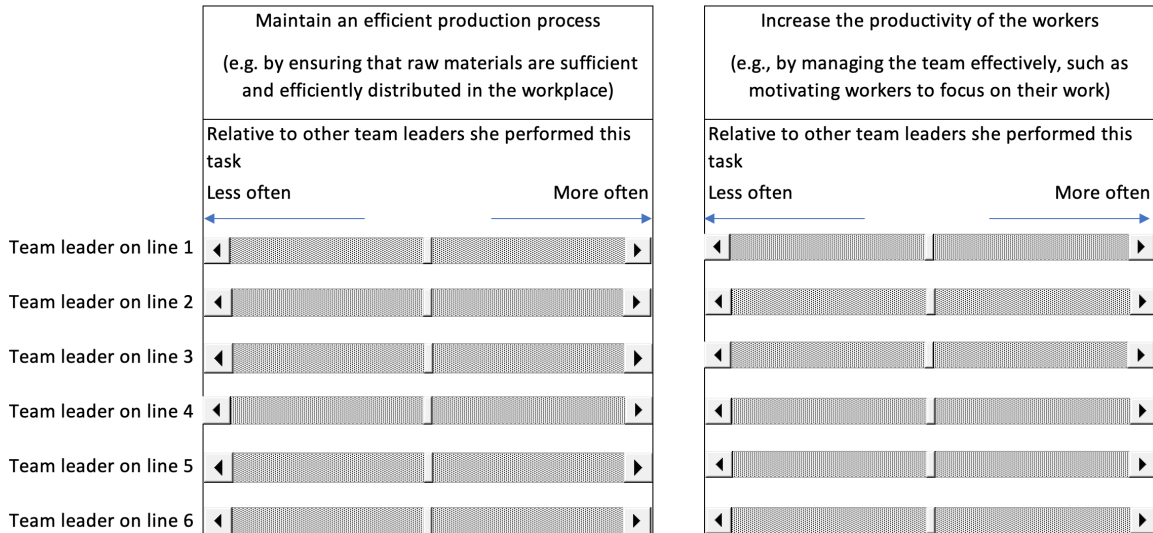 Maintain an efficient production process
(e.g. by ensuring that raw materials are sufficient
and efficiently distributed in the workplace)
Relative to other team leaders she performed this
task
Less often More often
Increase the productivity of the workers
(e.g., by managing the team effectively, such as
motivating workers to focus on their work)
Relative to other team leaders she performed this
task
Less often More often
Team leader on line 1
Team leader on line 2
Team leader on line 3
Team leader on line 4
Team leader on line 5
Team leader on line 6